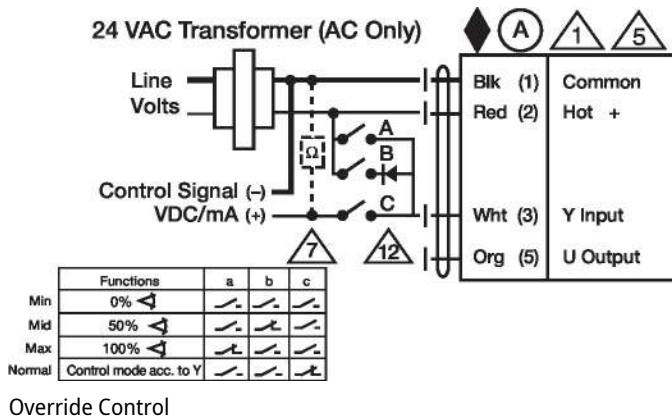 24 VAC Transformer (AC Only)
A 1 5
Line
Volts
Blk (1) Common
Red (2) Hot +
A
B
Ω
Control Signal (–)
C
VDC/mA (+)
Wht (3) Y Input
7 12
Org (5) U Output
Functions a b c
Min 0%
Mid 50%
Max 100%
Normal Control mode acc. to Y
Override Control